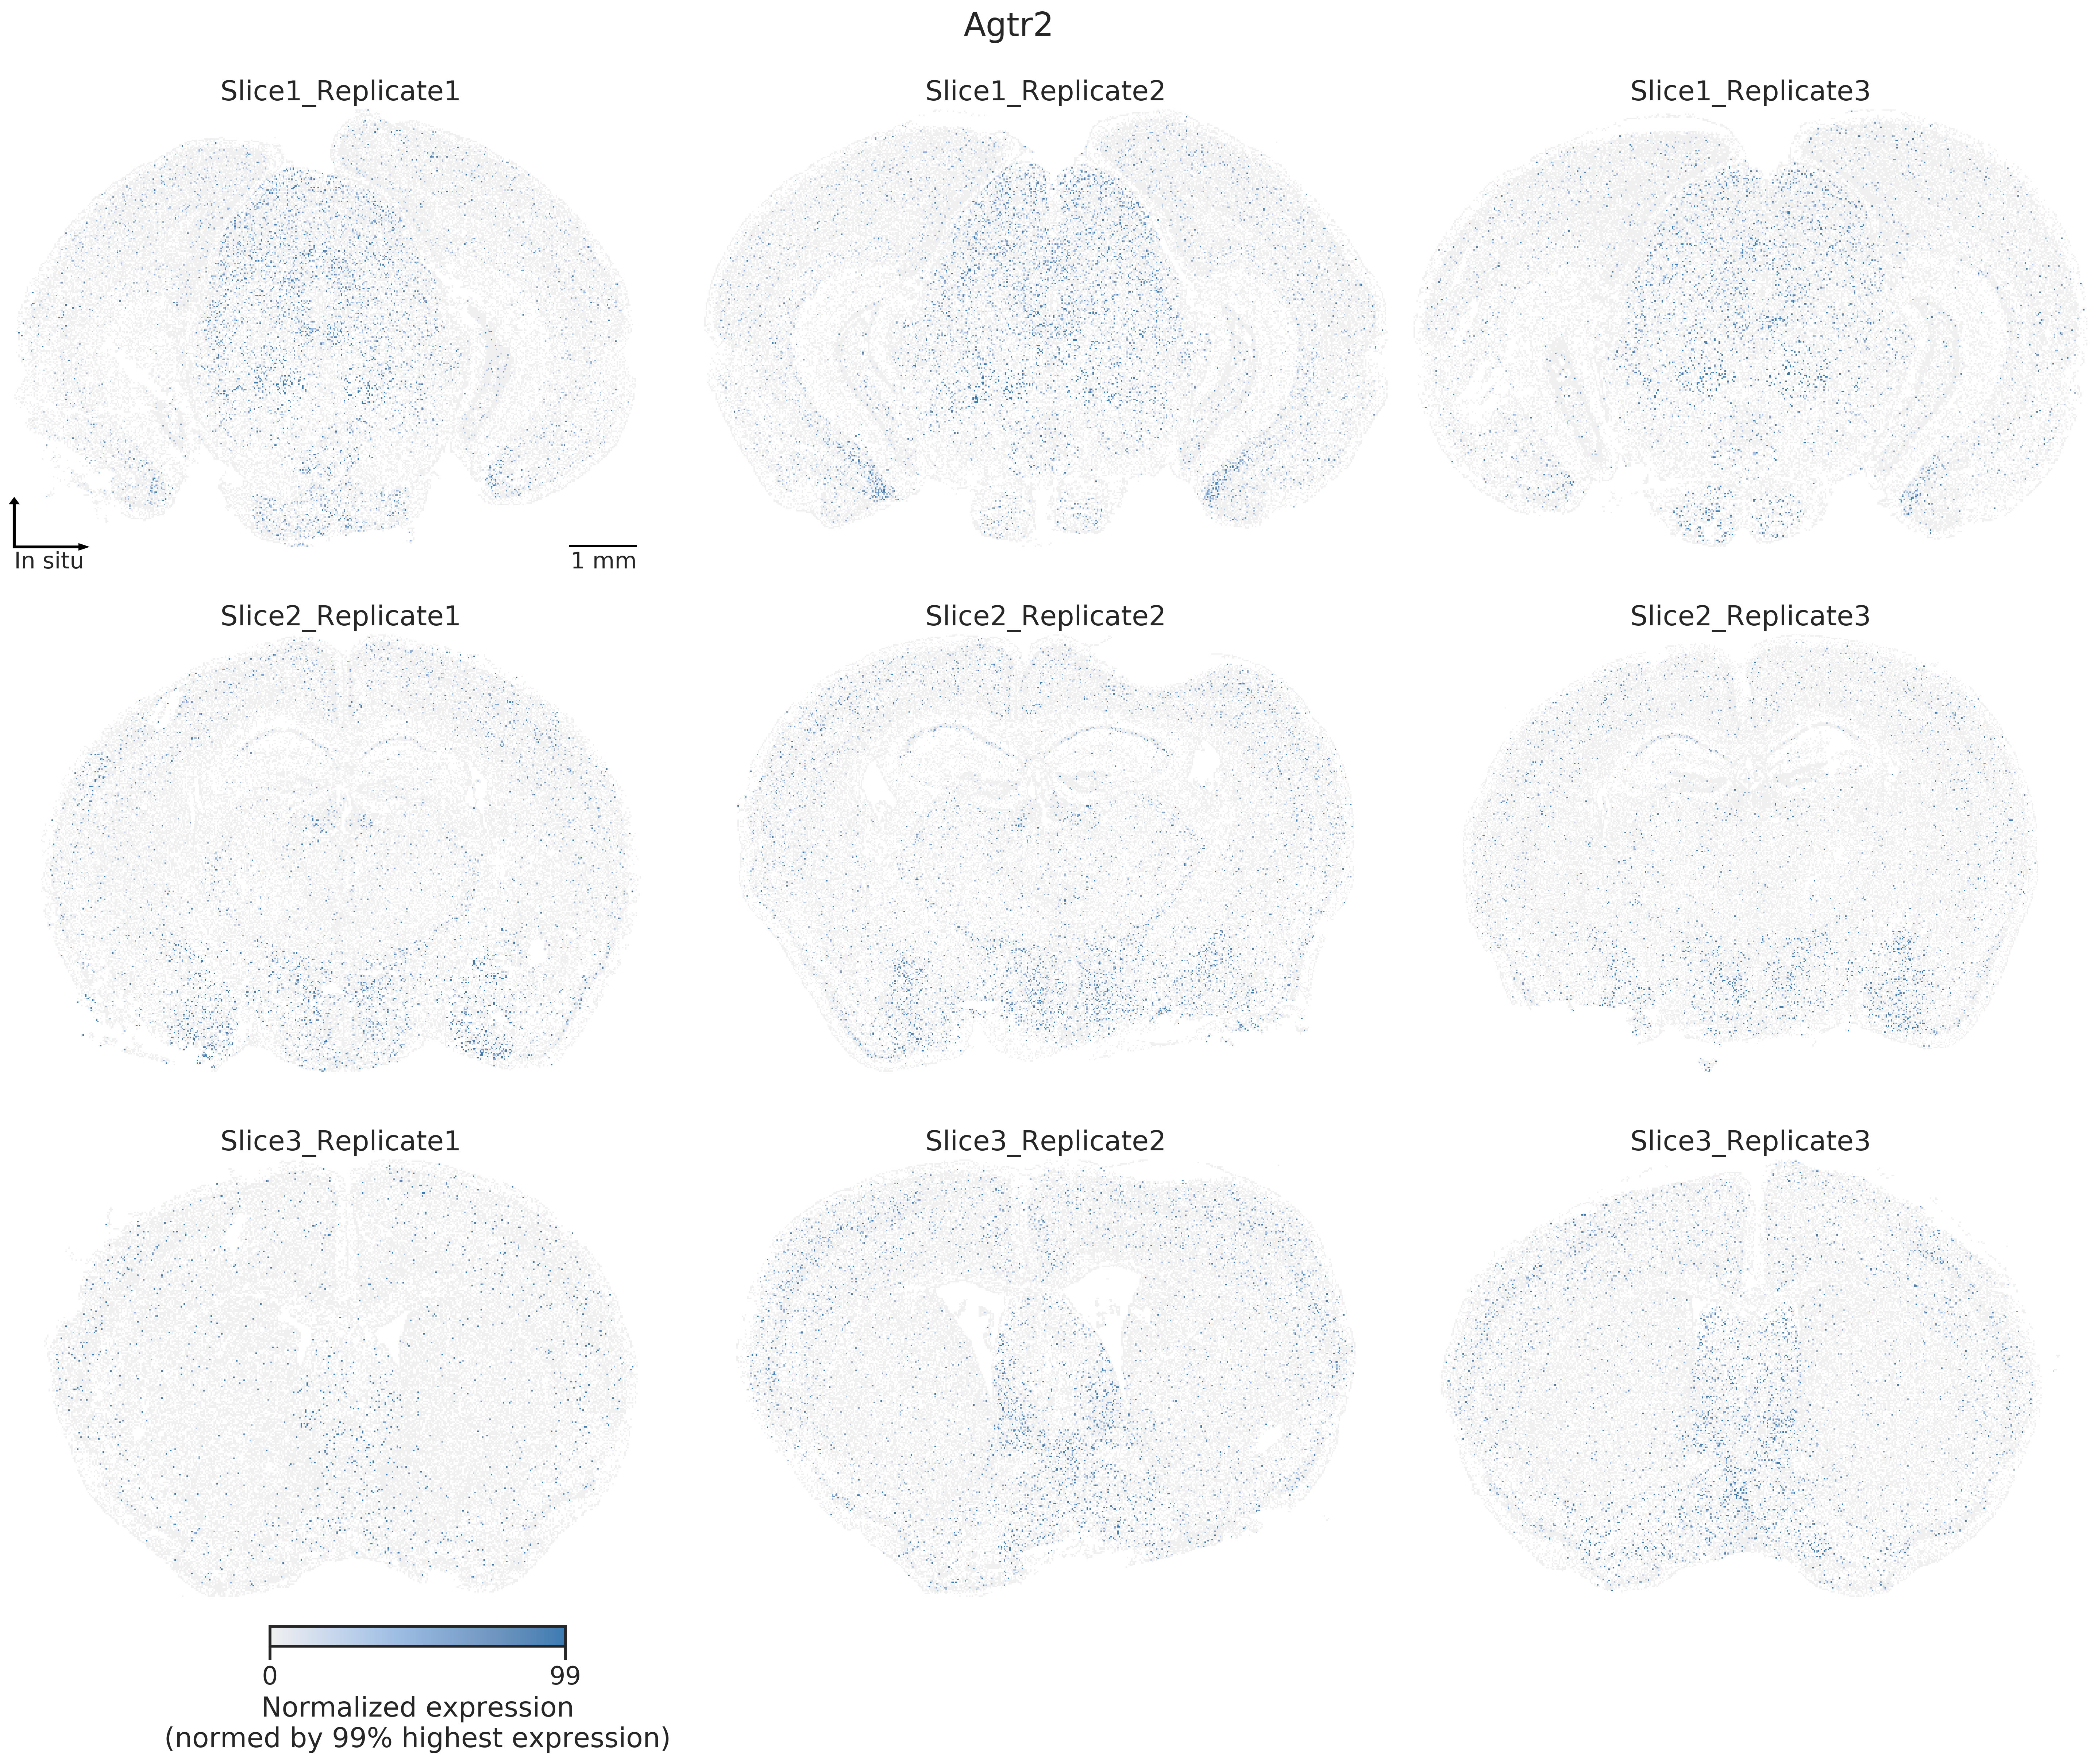 Agtr2
Slice1_Replicate1
Slice1_Replicate2
Slice1_Replicate3
In situ
1 mm
Slice2_Replicate1
Slice2_Replicate2
Slice2_Replicate3
Slice3_Replicate1
Slice3_Replicate2
Slice3_Replicate3
0
99
Normalized expression
(normed by 99% highest expression)